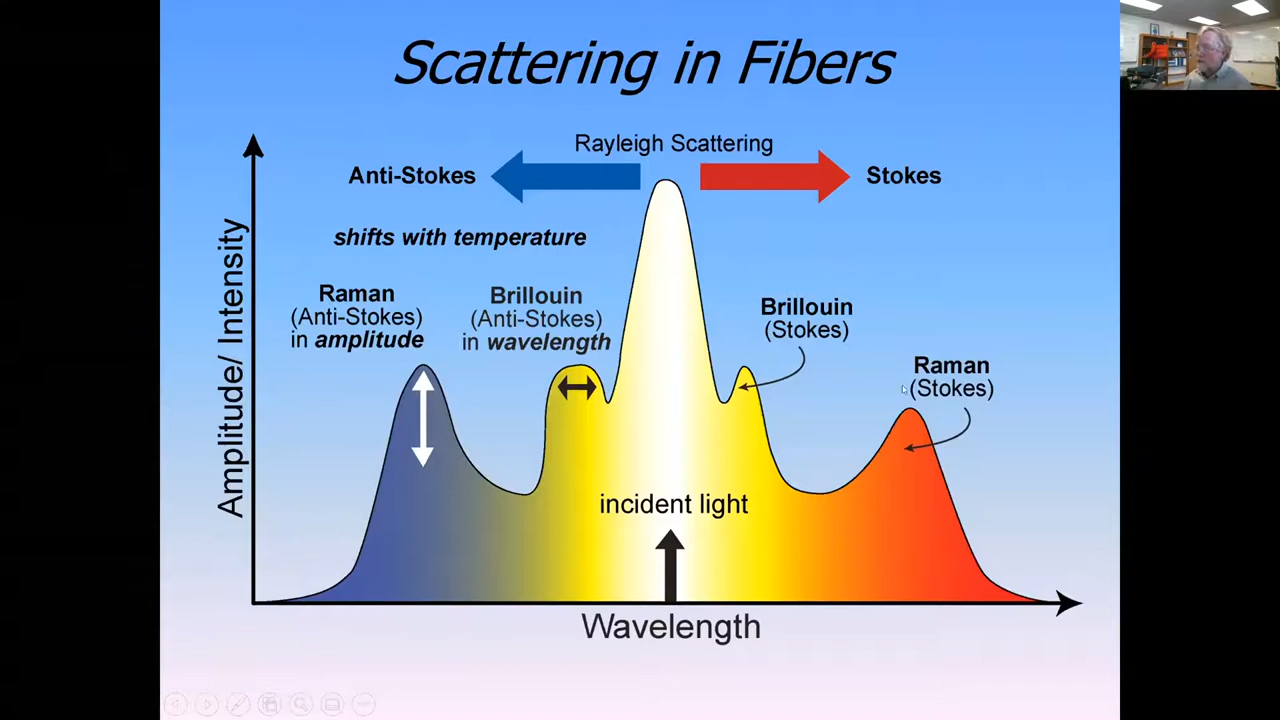 Scattering in Fibers
Rayleigh Scattering
Anti-Stokes
Stokes
shifts with temperature
Raman
(Anti-Stokes)
in amplitude
Brillouin
(Anti-Stokes)
in wavelength
Brillouin
(Stokes)
Raman
(Stokes)
Amplitude/ Intensity
incident light
Wavelength